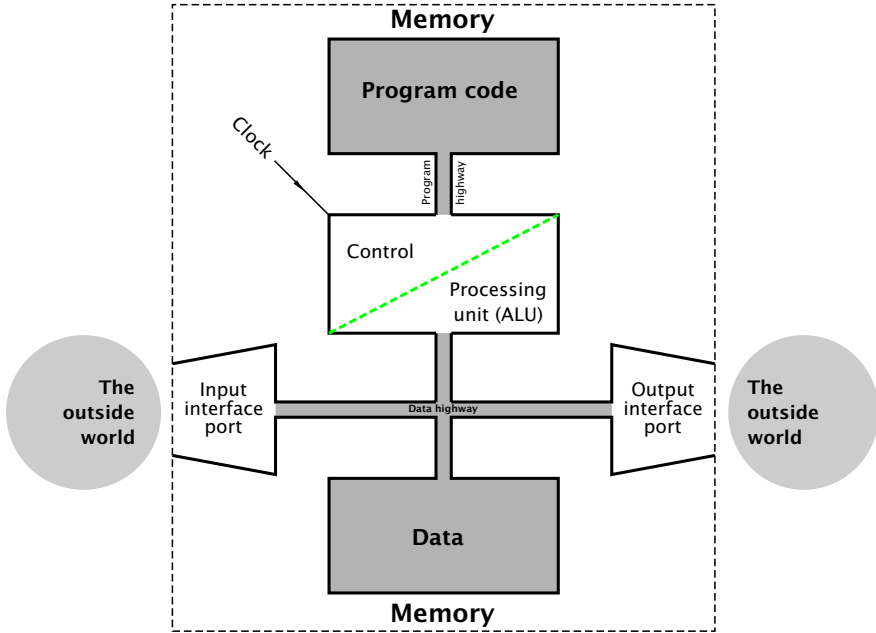 Memory
Program code
Clock
Program
highway
Control
Processing
unit (ALU)
The
outside
world
Input
interface
port
Data highway
Output
interface
port
The
outside
world
Data
Memory